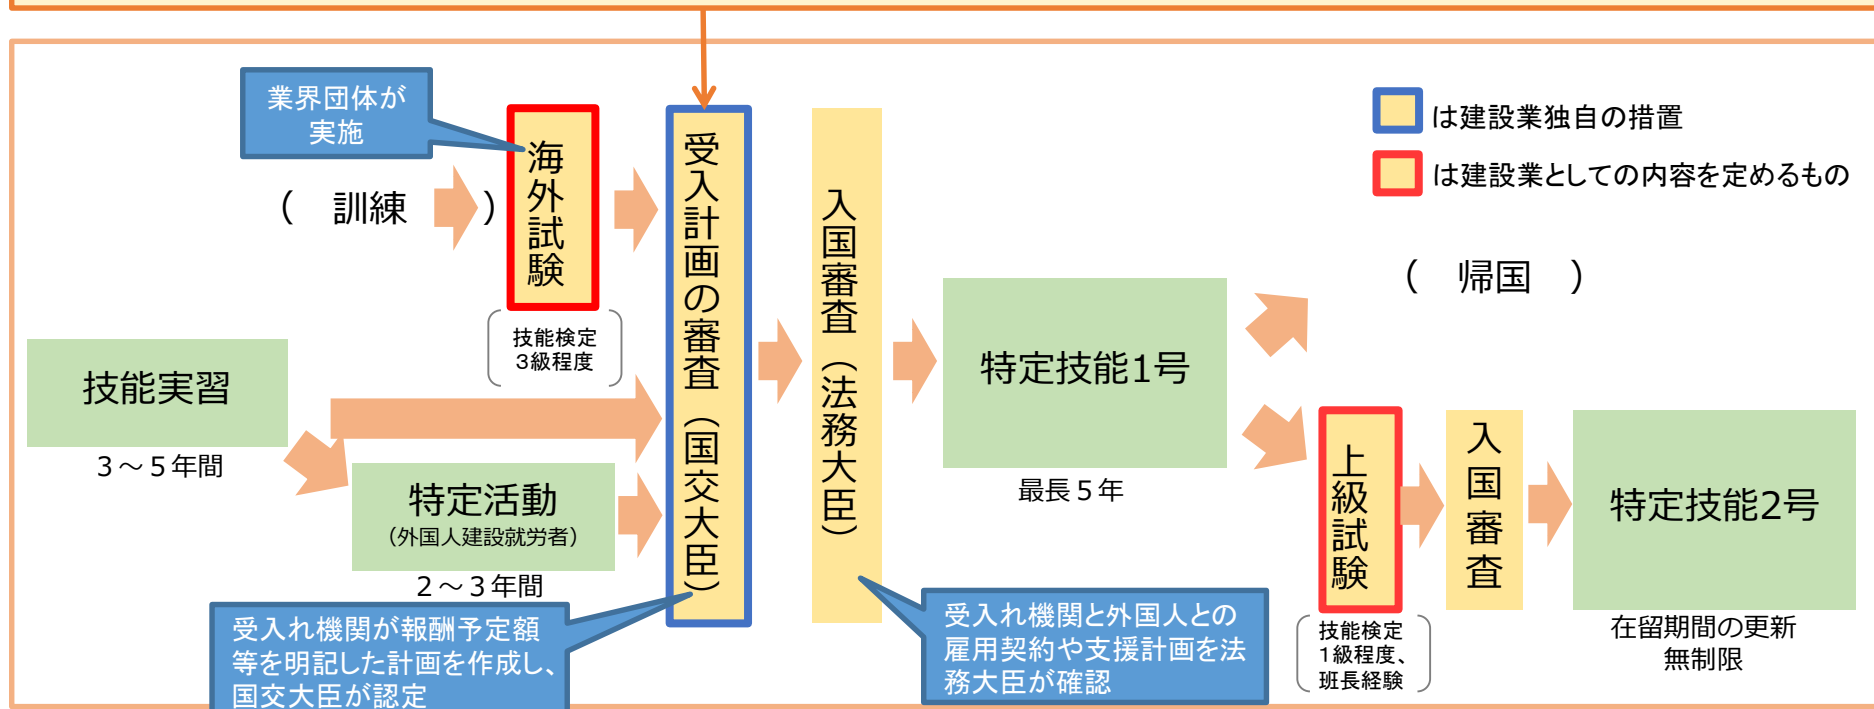 業界団体が
実施
(　訓練　)
海外試験
技能検定
3級程度
技能実習
3～5年間
特定活動
(外国人建設就労者)
2～3年間
受入計画の審査（国交大臣）
受入れ機関が報酬予定額
等を明記した計画を作成し、
国交大臣が認定
入国審査（法務大臣）
受入れ機関と外国人との
雇用契約や支援計画を法
務大臣が確認
特定技能1号
最長5年
は建設業独自の措置
は建設業としての内容を定めるもの
(　帰国　)
上級試験
技能検定
1級程度、
班長経験
入国審査
特定技能2号
在留期間の更新
無制限